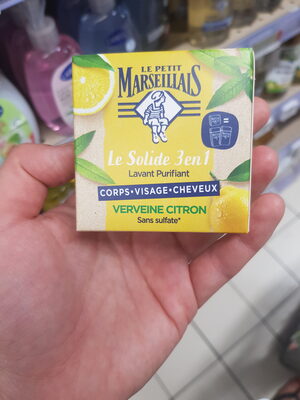 LE PETIT
MARSEILLAIS
Le Solide 3en1
Lavant Purifiant
CORPS•VISAGE•CHEVEUX
VERVEINE CITRON
Sans sulfate*